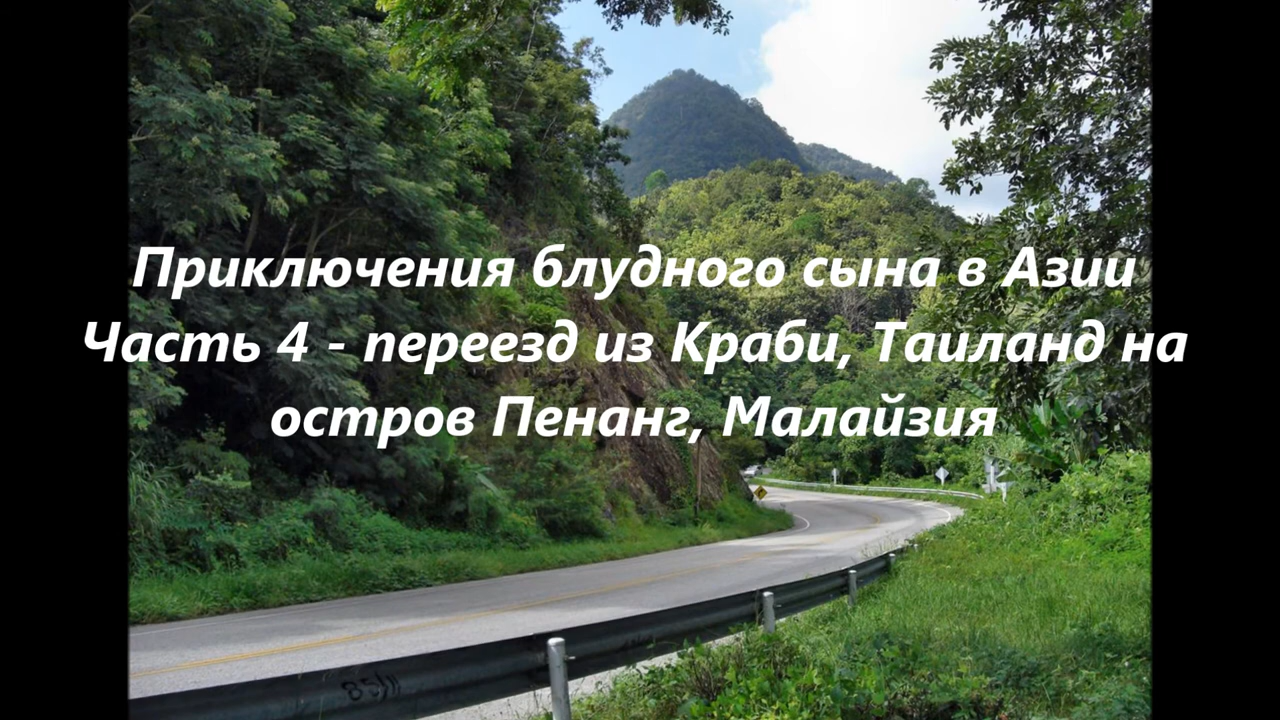 Приключения блудного сына в Азии
Часть 4 - переезд из Краби, Таиланд на
остров Пенанг, Малайзия